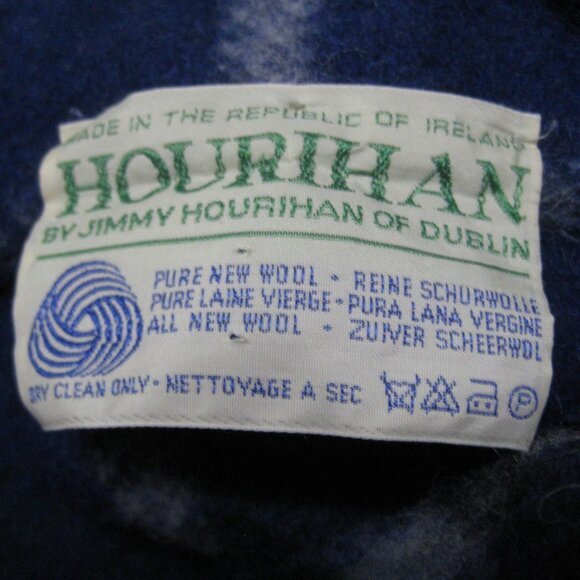 MADE IN THE REPUBLIC OF IRELAND
HOURIHAN
BY JIMMY HOURIHAN OF DUBLIN
PURE NEW WOOL • REINE SCHURWOLLE
PURE LAINE VIERGE • PURA LANA VERGINE
ALL NEW WOOL • ZUIVER SCHEERWOL
DRY CLEAN ONLY • NETTOYAGE A SEC
P